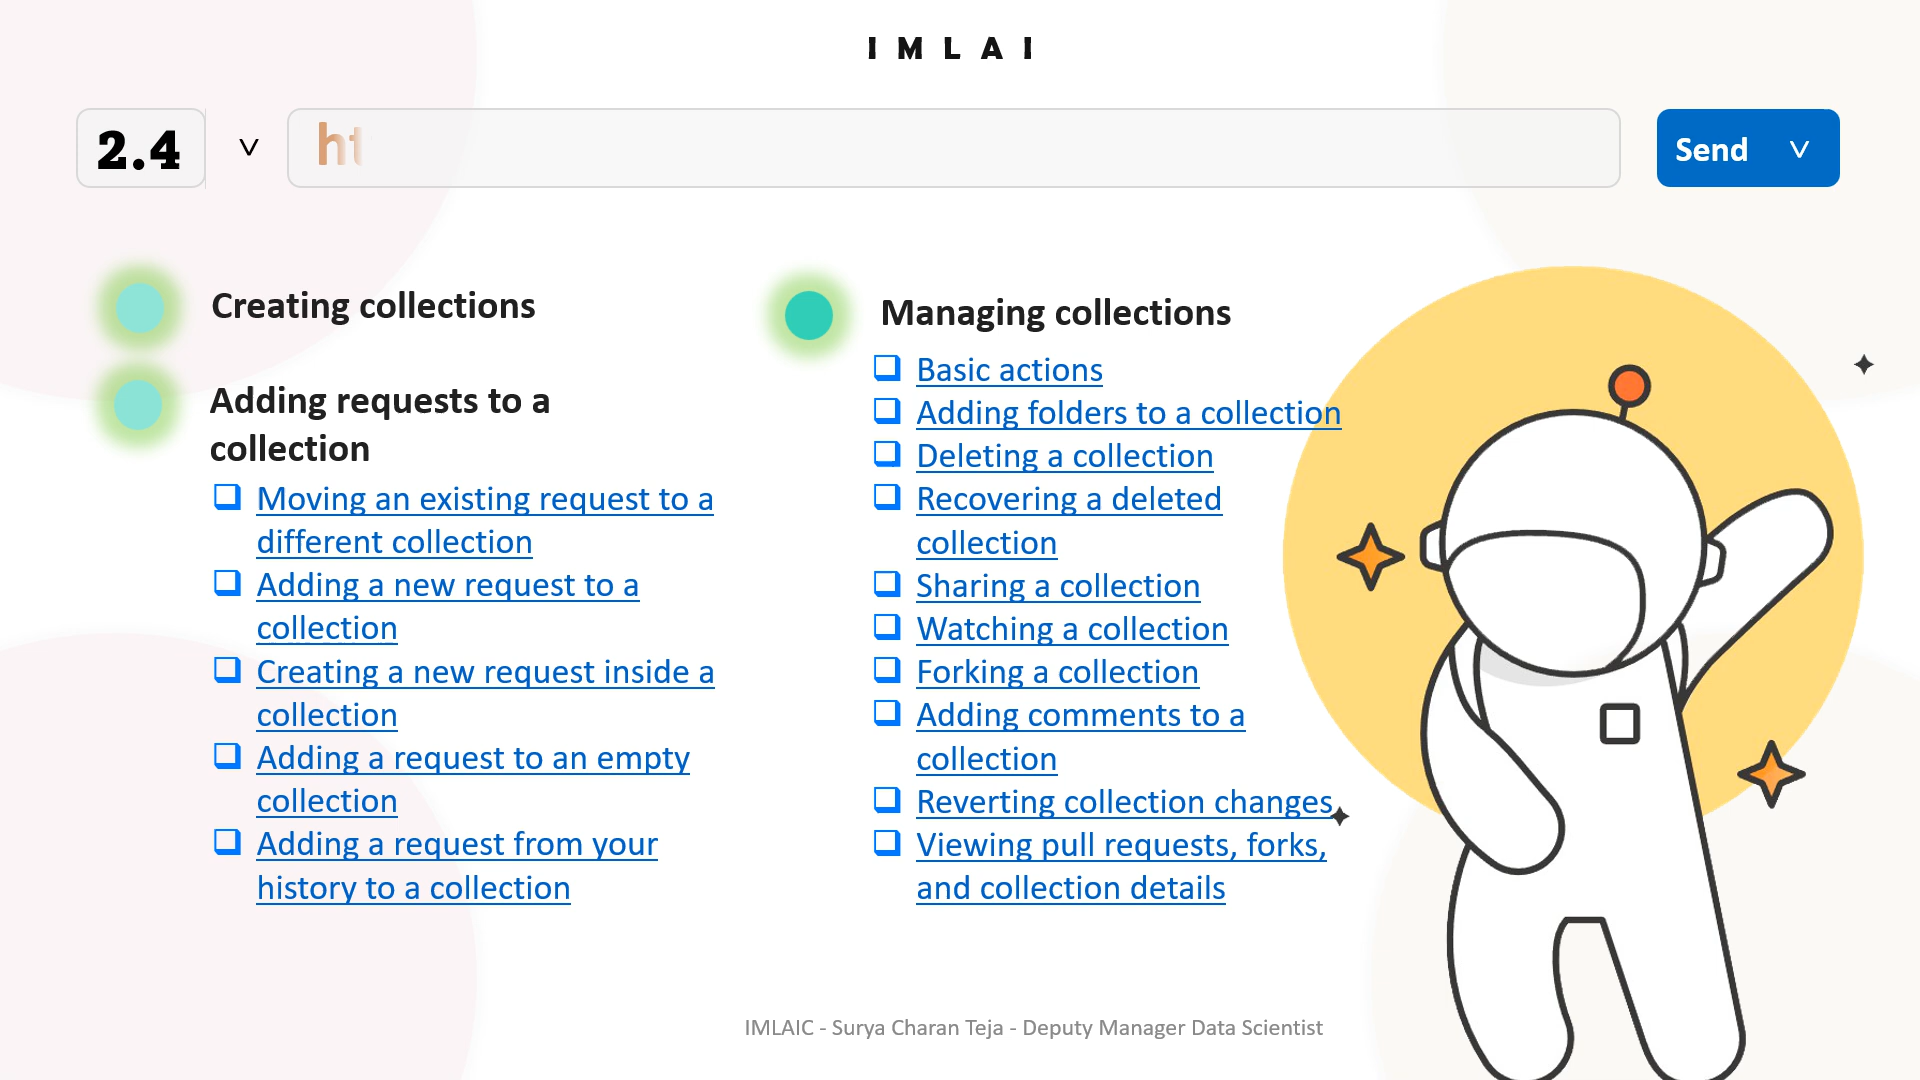 IMLAI
2.4
ht
Send
Creating collections
Adding requests to a
collection
Moving an existing request to a
different collection
Adding a new request to a
collection
Creating a new request inside a
collection
Adding a request to an empty
collection
Adding a request from your
history to a collection
Managing collections
Basic actions
Adding folders to a collection
Deleting a collection
Recovering a deleted
collection
Sharing a collection
Watching a collection
Forking a collection
Adding comments to a
collection
Reverting collection changes
Viewing pull requests, forks,
and collection details
IMLAIC - Surya Charan Teja - Deputy Manager Data Scientist